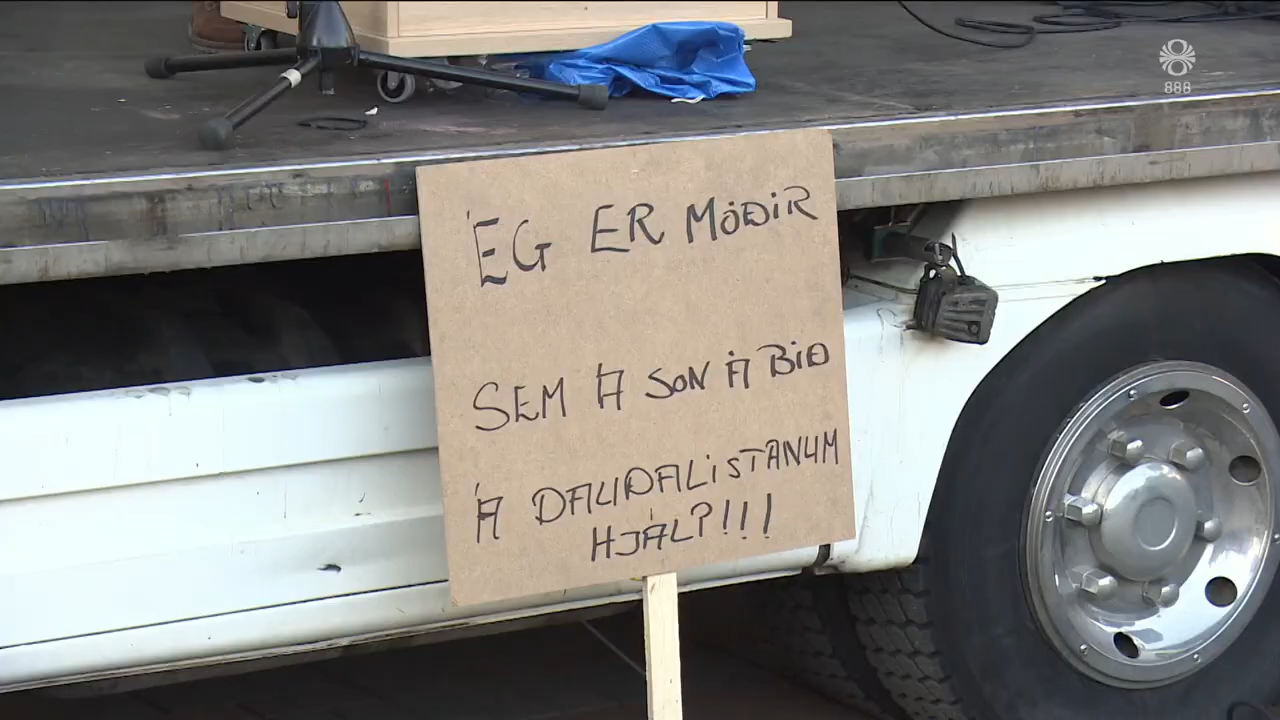 ÉG ER MÓÐIR
SEM Á SON Á BIÐ
Á DAUÐALISTANUM
HJÁLP!!!
888